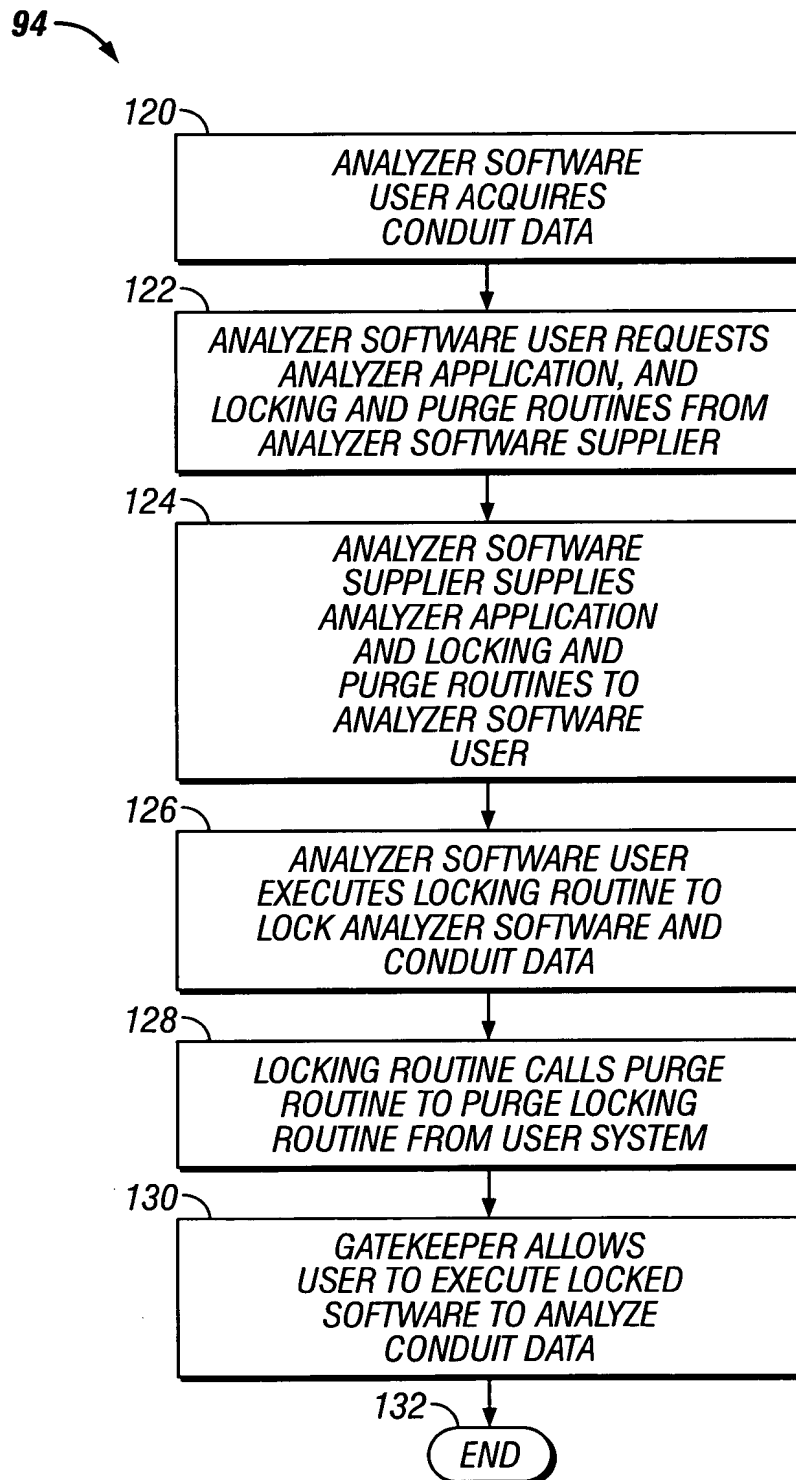 94
120
ANALYZER SOFTWARE
USER ACQUIRES
CONDUIT DATA
122
ANALYZER SOFTWARE USER REQUESTS
ANALYZER APPLICATION, AND
LOCKING AND PURGE ROUTINES FROM
ANALYZER SOFTWARE SUPPLIER
124
ANALYZER SOFTWARE
SUPPLIER SUPPLIES
ANALYZER APPLICATION
AND LOCKING AND
PURGE ROUTINES TO
ANALYZER SOFTWARE
USER
126
ANALYZER SOFTWARE USER
EXECUTES LOCKING ROUTINE TO
LOCK ANALYZER SOFTWARE AND
CONDUIT DATA
128
LOCKING ROUTINE CALLS PURGE
ROUTINE TO PURGE LOCKING
ROUTINE FROM USER SYSTEM
130
GATEKEEPER ALLOWS
USER TO EXECUTE LOCKED
SOFTWARE TO ANALYZE
CONDUIT DATA
132
END